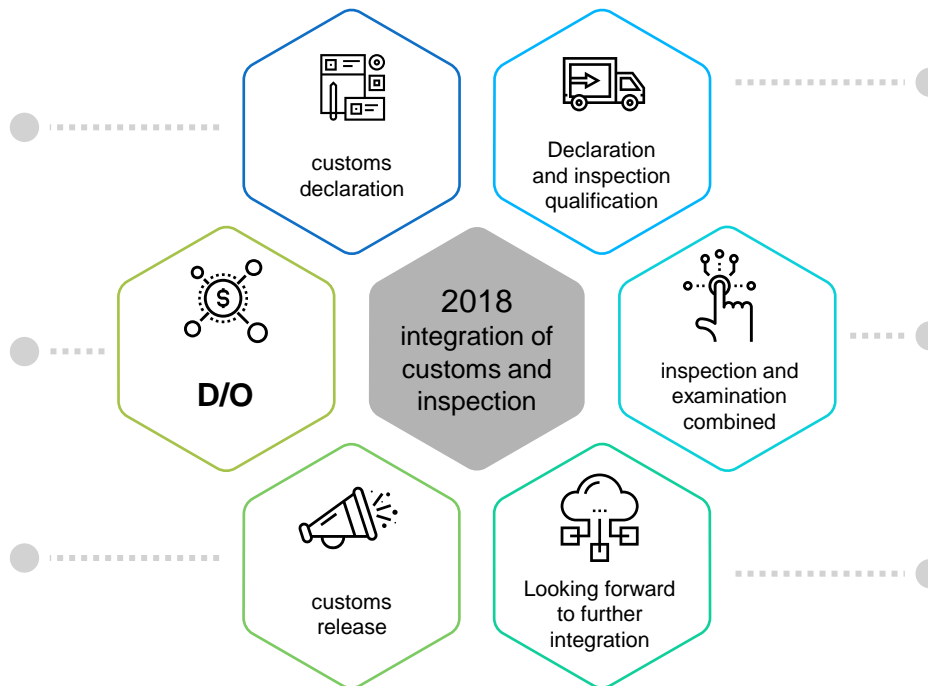 customs
declaration
Declaration
and inspection
qualification
D/O
2018
integration of
customs and
inspection
inspection and
examination
combined
customs
release
Looking forward
to further
integration